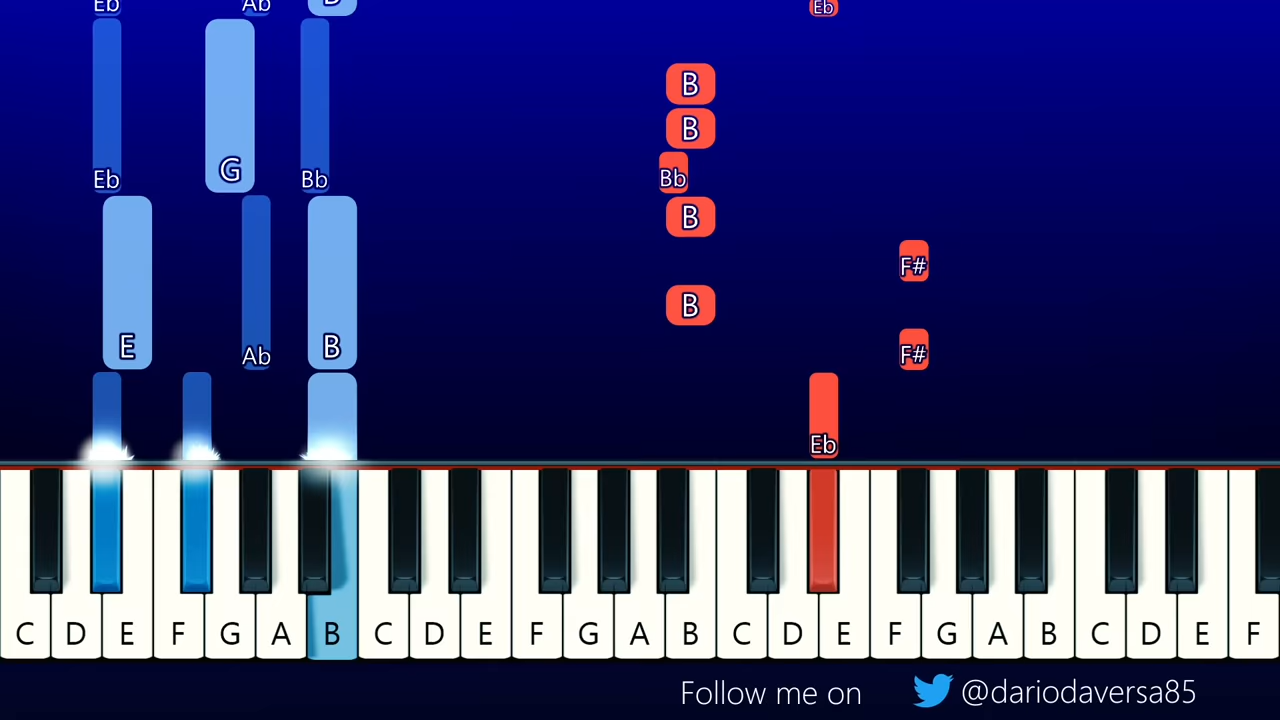 Eb Ab D Eb
B
B
Eb G Bb Bb
B
F#
B
E Ab B F#
Eb
C D E F G A B C D E F G A B C D E F G A B C D E F
Follow me on @dariodaversa85